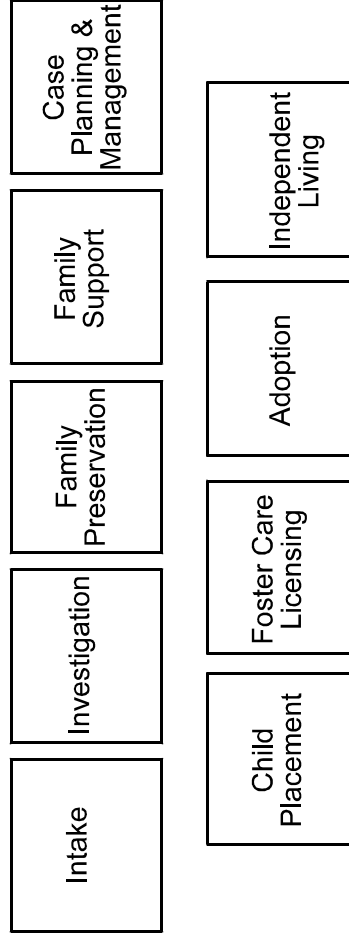 Intake
Investigation
Family
Preservation
Family
Support
Case
Planning &
Management
Child
Placement
Foster Care
Licensing
Adoption
Independent
Living